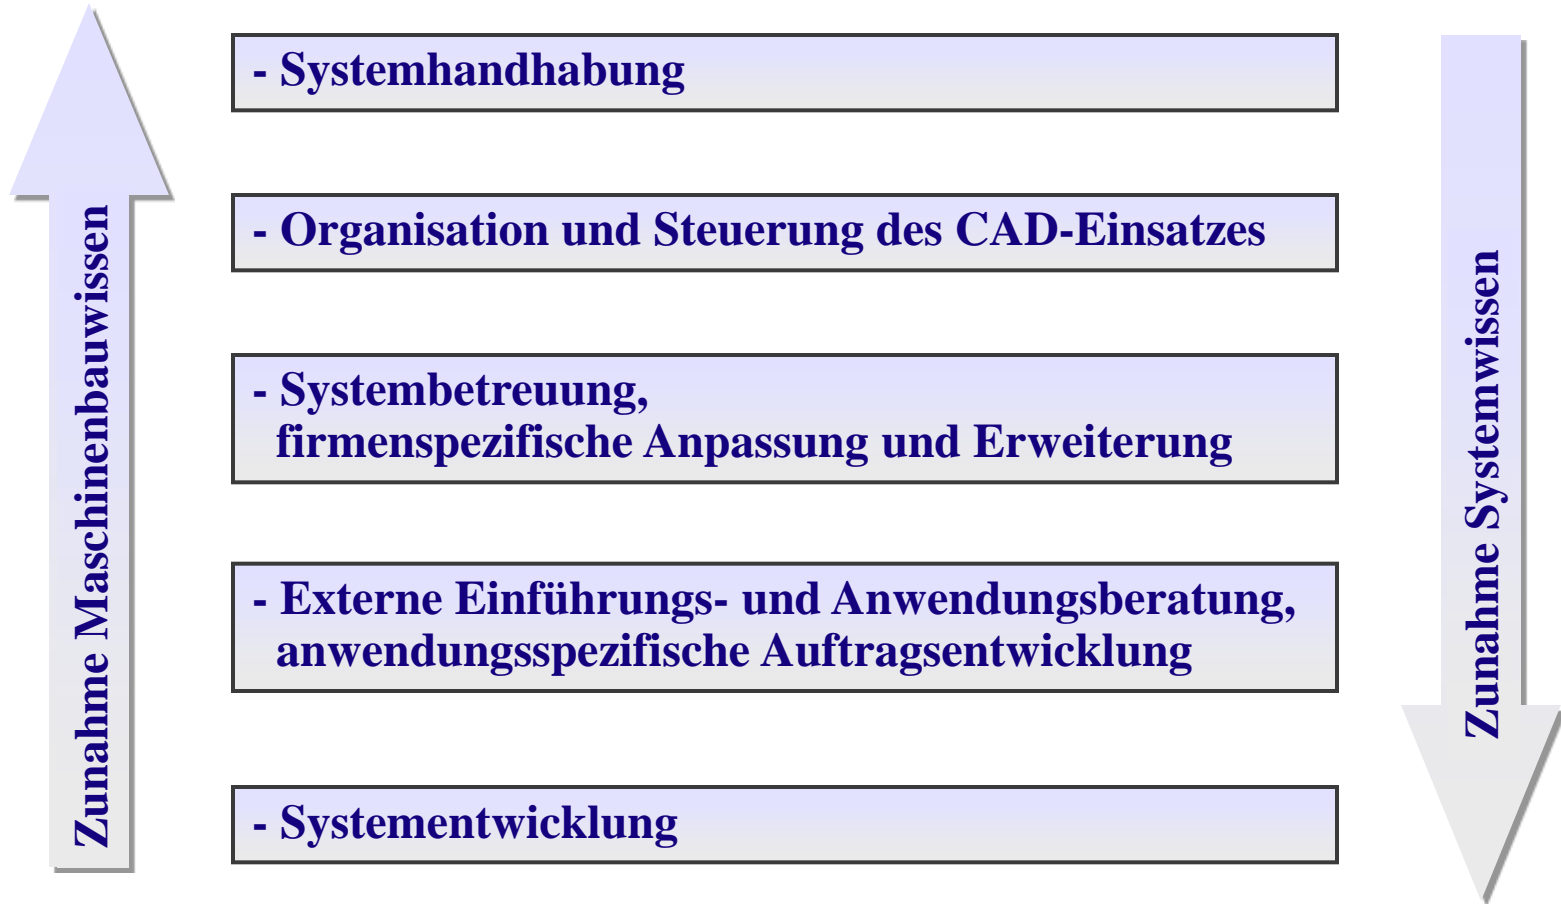 Zunahme Maschinenbauwissen
- Systemhandhabung
- Organisation und Steuerung des CAD-Einsatzes
- Systembetreuung,
firmenspezifische Anpassung und Erweiterung
- Externe Einführungs- und Anwendungsberatung,
anwendungsspezifische Auftragsentwicklung
- Systementwicklung
Zunahme Systemwissen